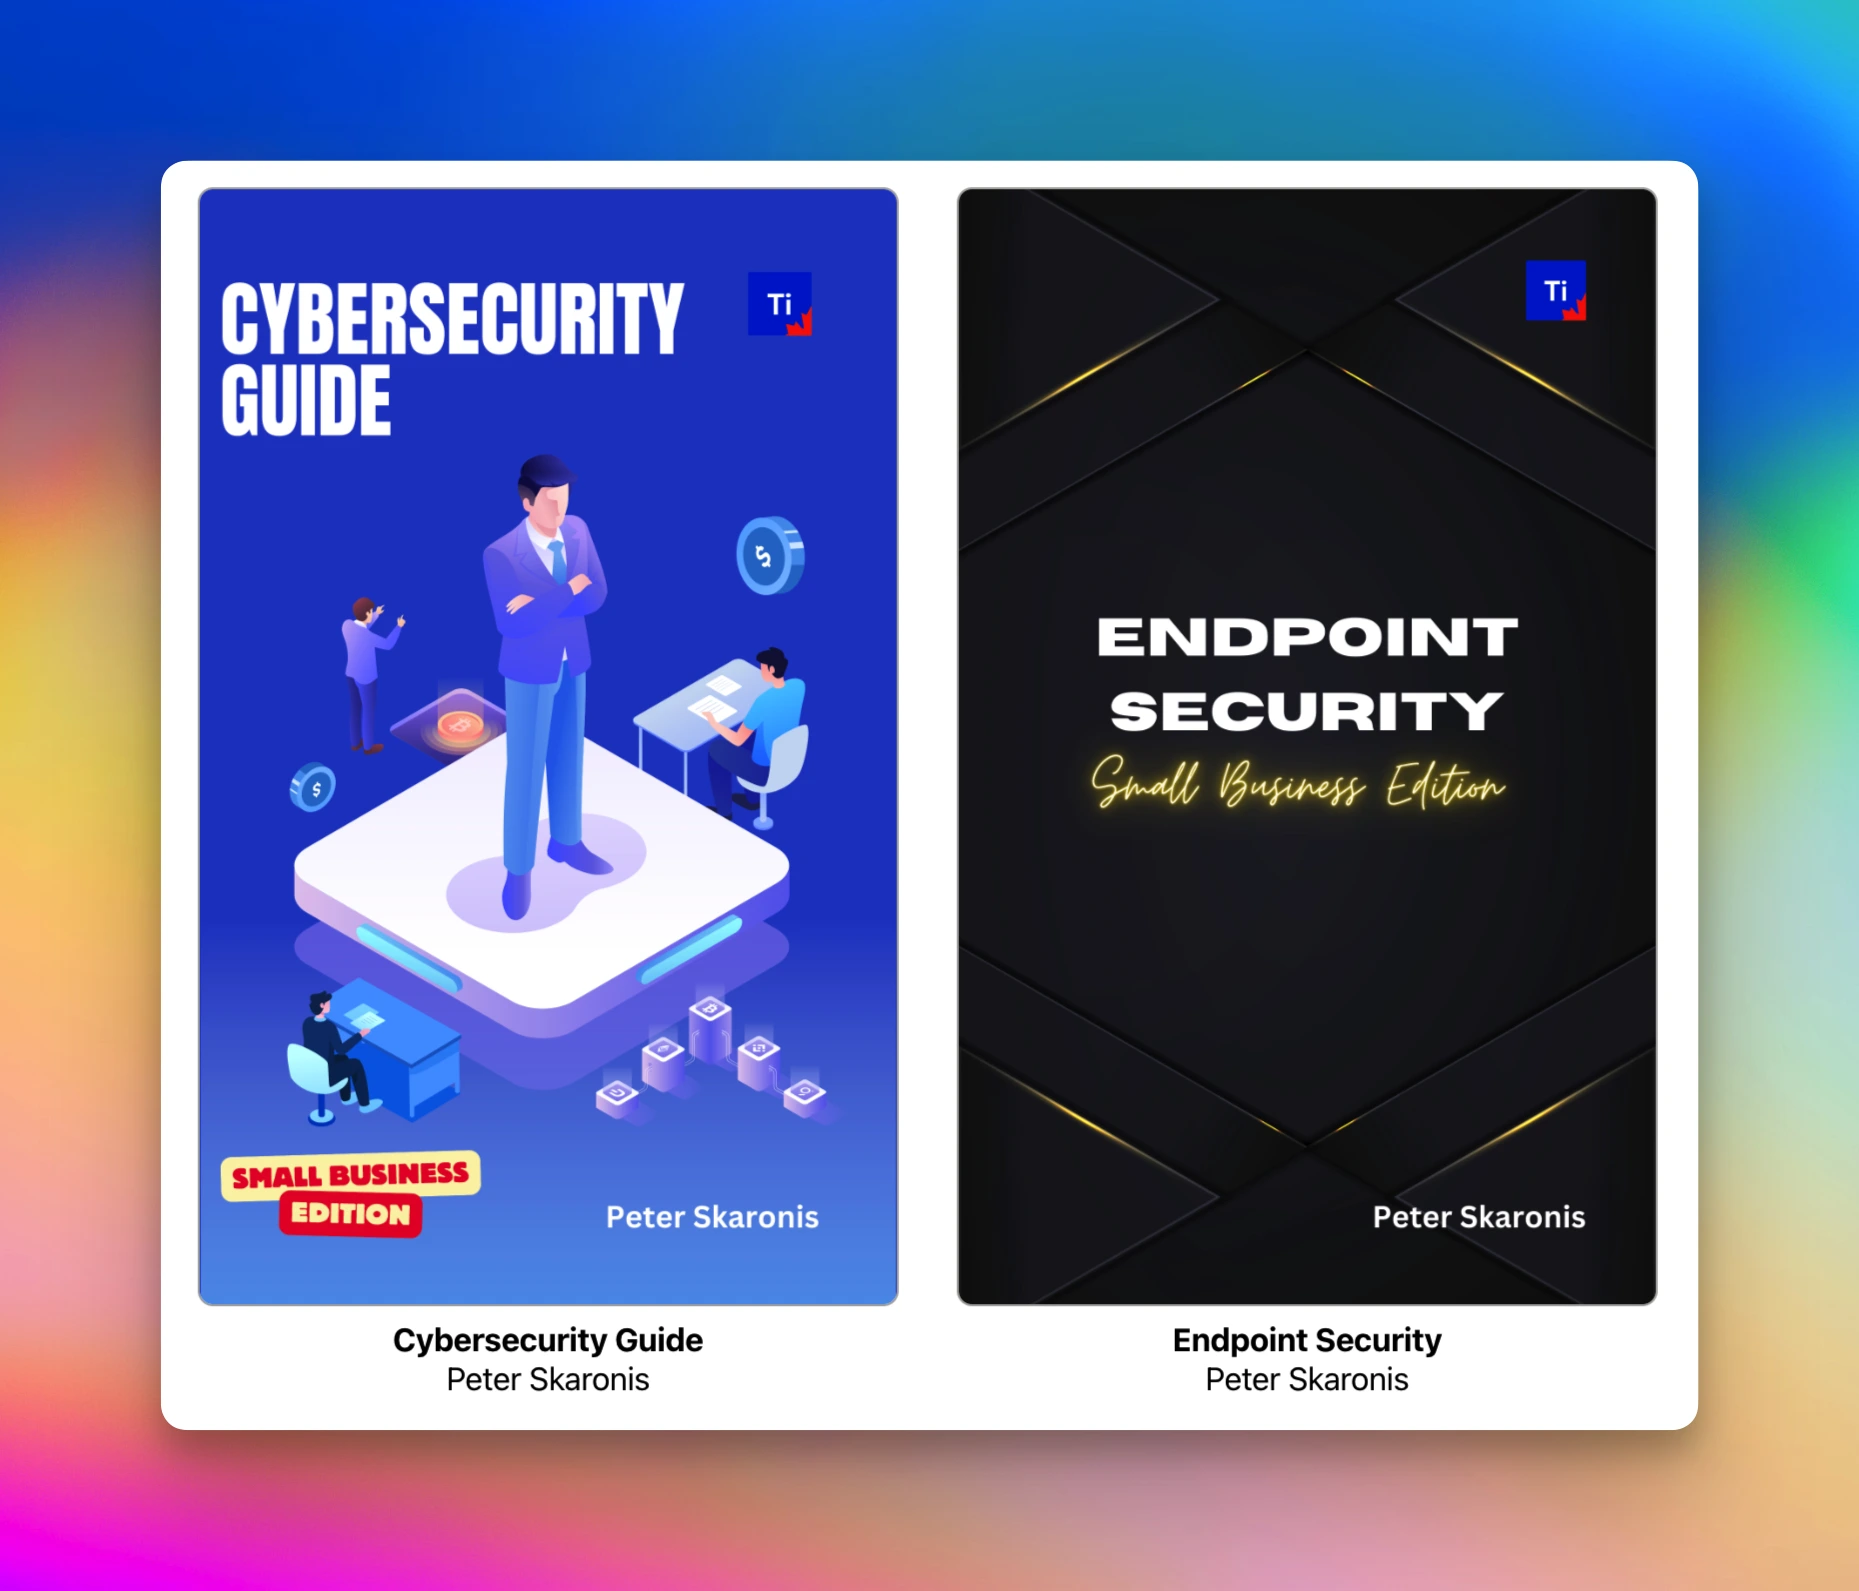 CYBERSECURITY
GUIDE
Ti
SMALL BUSINESS
EDITION
Peter Skaronis
Cybersecurity Guide
Peter Skaronis
Ti
ENDPOINT
SECURITY
Small Business Edition
Peter Skaronis
Endpoint Security
Peter Skaronis